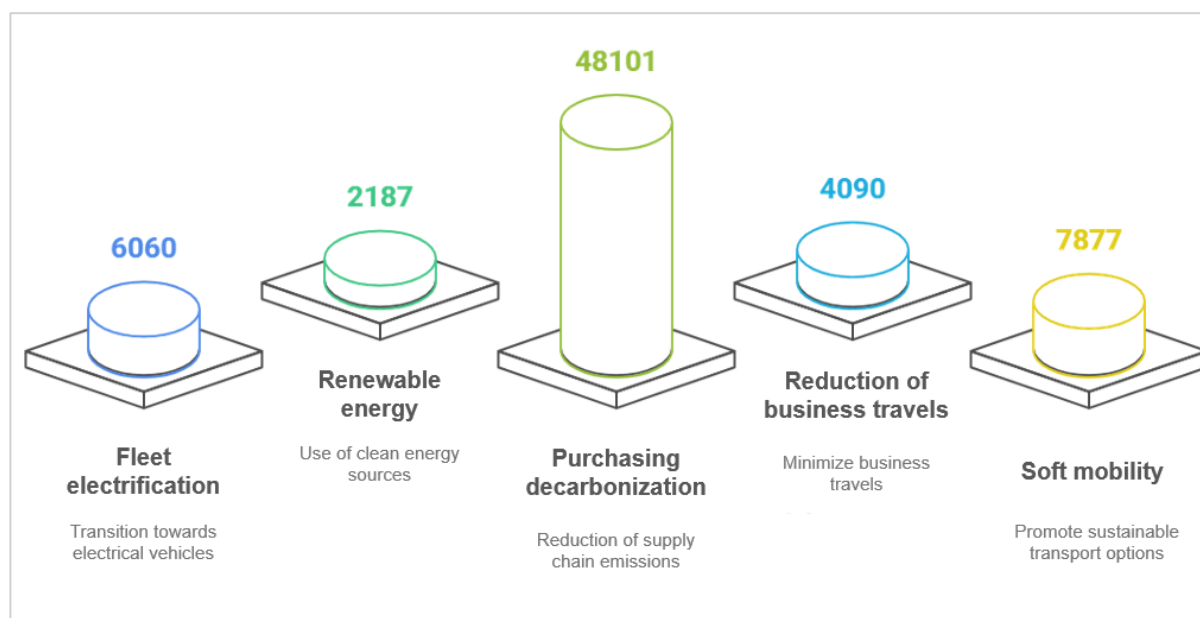 6060
Fleet
electrification
Transition towards
electrical vehicles
2187
Renewable
energy
Use of clean energy
sources
48101
Purchasing
decarbonization
Reduction of supply
chain emissions
4090
Reduction of
business travels
Minimize business
travels
7877
Soft mobility
Promote sustainable
transport options